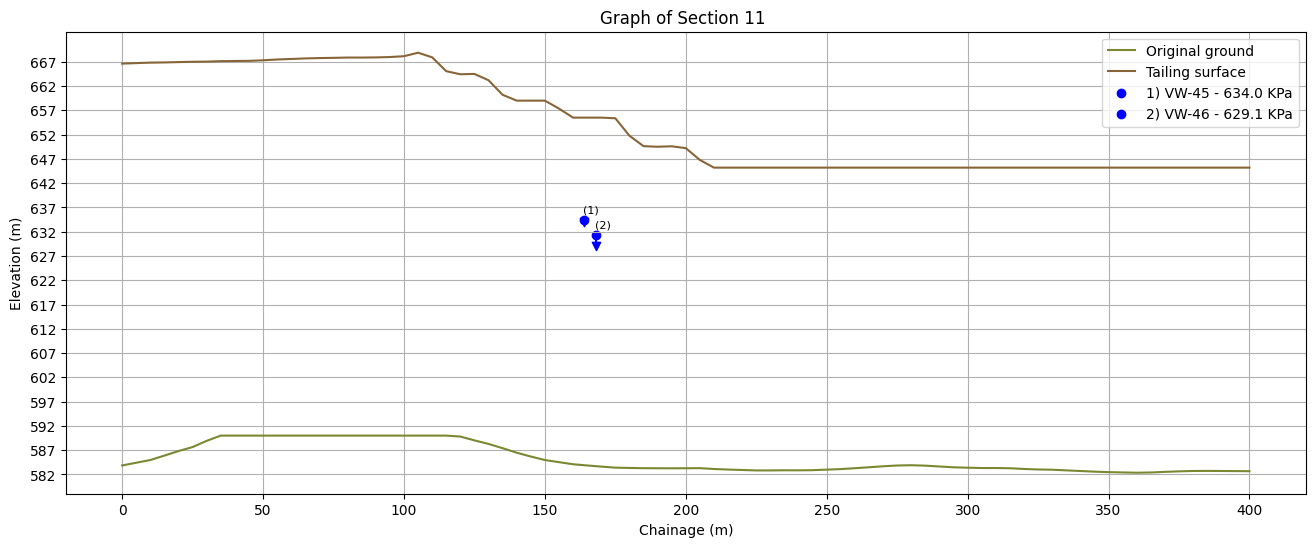 Graph of Section 11
Original ground
Tailing surface
1) VW-45 - 634.0 KPa
2) VW-46 - 629.1 KPa
Elevation (m)
667
662
657
652
647
642
637
632
627
622
617
612
607
602
597
592
587
582
(1)
(2)
0 50 100 150 200 250 300 350 400
Chainage (m)